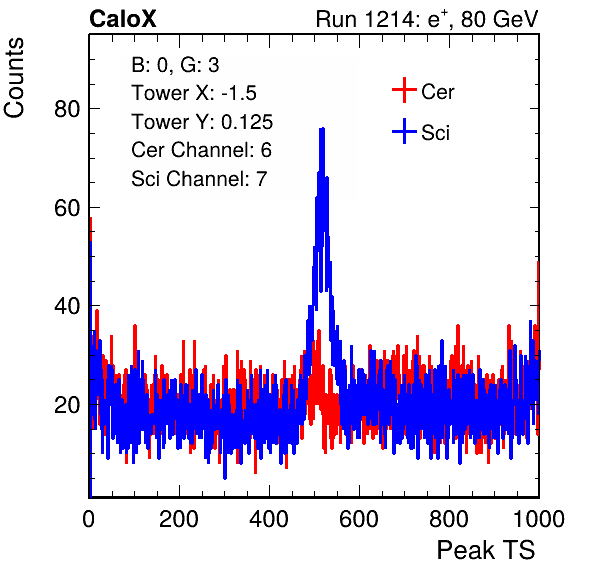 CaloX Run 1214: e⁺, 80 GeV
Counts
B: 0, G: 3
Tower X: -1.5
Tower Y: 0.125
Cer Channel: 6
Sci Channel: 7
Cer
Sci
80
60
40
20
0 200 400 600 800 1000
Peak TS